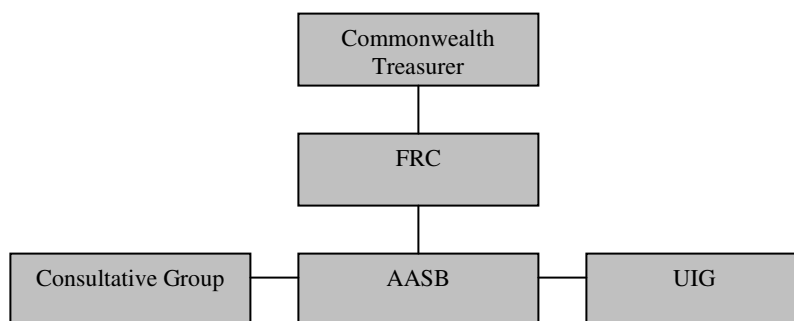 Commonwealth
Treasurer
FRC
Consultative Group
AASB
UIG